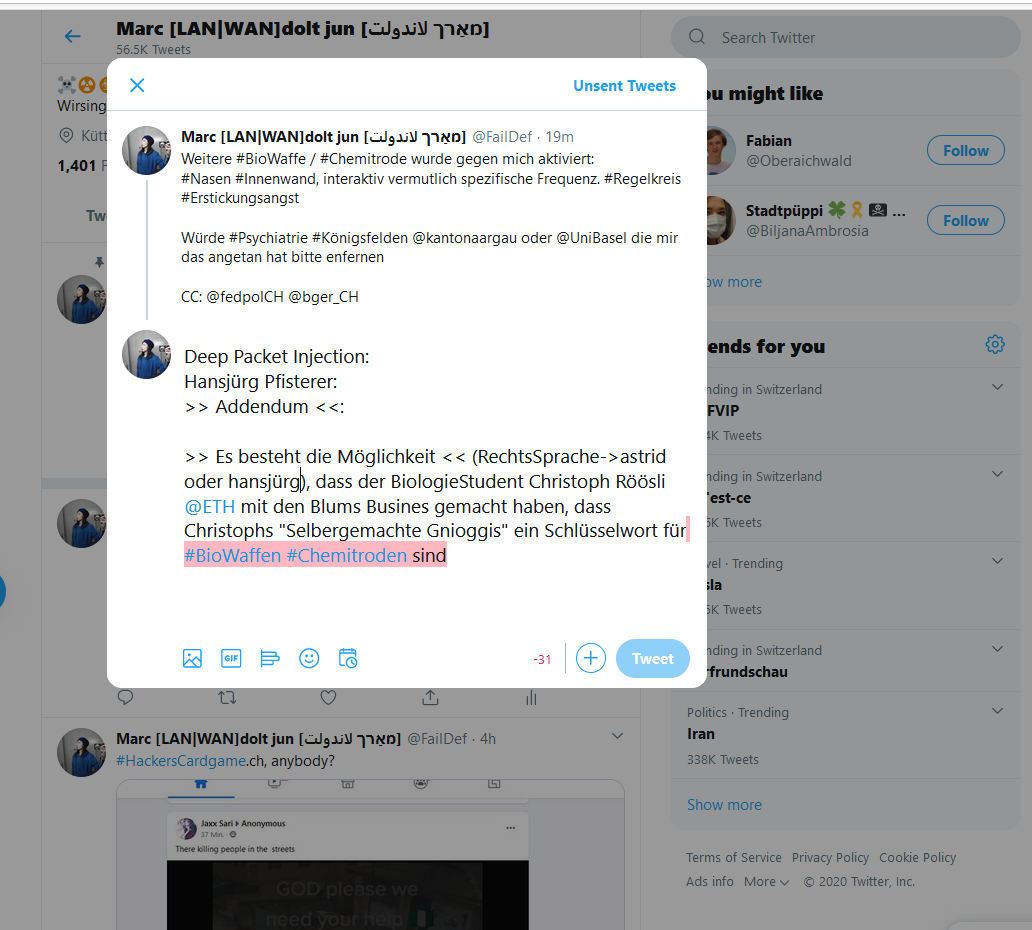 Marc [LAN|WAN]dolt jun [מאַרך لاندولت]
56.5K Tweets
Search Twitter
Wirsing
Kütt
1,401 F
Twe
Unsent Tweets
Marc [LAN|WAN]dolt jun [מאַרך لاندولت] @FailDef · 19m
Weitere #BioWaffe / #Chemitrode wurde gegen mich aktiviert:
#Nasen #Innenwand, interaktiv vermutlich spezifische Frequenz. #Regelkreis
#Erstickungsangst
Würde #Psychiatrie #Königsfelden @kantonaargau oder @UniBasel die mir
das angetan hat bitte enfernen
CC: @fedpolCH @bger_CH
Deep Packet Injection:
Hansjürg Pfisterer:
>> Addendum <<:
>> Es besteht die Möglichkeit << (RechtsSprache->astrid
oder hansjürg), dass der BiologieStudent Christoph Röösli
@ETH mit den Blums Busines gemacht haben, dass
Christophs "Selbergemachte Gnioggis" ein Schlüsselwort für
#BioWaffen #Chemitroden sind
GIF
-31
Tweet
Marc [LAN|WAN]dolt jun [מאַרך لاندولت] @FailDef · 4h
#HackersCardgame.ch, anybody?
Jaxx Sari ▸ Anonymous
37 Min. ·
There killing people in the streets
GOD please we
need your help
ou might like
Fabian
@Oberaichwald
Follow
Stadtpüppi 🍀🎗🏴‍☠️ ...
@BiljanaAmbrosia
Follow
ow more
ends for you
nding in Switzerland
FVIP
4K Tweets
nding in Switzerland
Test-ce
5K Tweets
vel · Trending
sla
5K Tweets
nding in Switzerland
rfrundschau
Politics · Trending
Iran
338K Tweets
Show more
Terms of Service Privacy Policy Cookie Policy
Ads info More © 2020 Twitter, Inc.